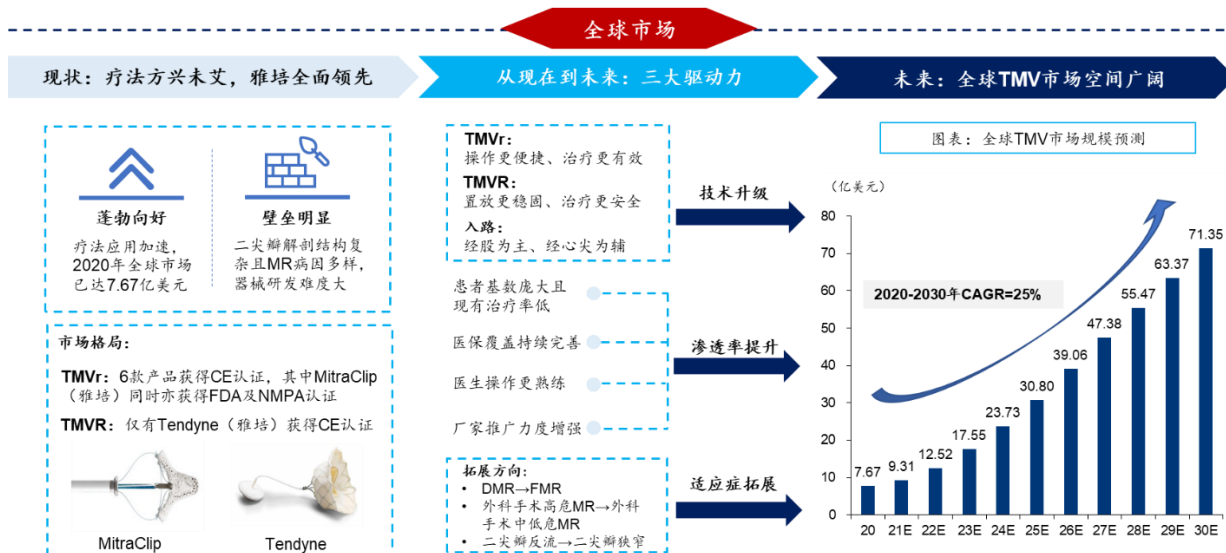 全球市场
现状：疗法方兴未艾，雅培全面领先
从现在到未来：三大驱动力
未来：全球TMV市场空间广阔
蓬勃向好
疗法应用加速，
2020年全球市场
已达7.67亿美元
壁垒明显
二尖瓣解剖结构复
杂且MR病因多样，
器械研发难度大
市场格局：
TMVr：6款产品获得CE认证，其中MitraClip
（雅培）同时亦获得FDA及NMPA认证
TMVR：仅有Tendyne（雅培）获得CE认证
MitraClip
Tendyne
TMVr：
操作更便捷、治疗更有效
TMVR：
置放更稳固、治疗更安全
入路：
经股为主、经心尖为辅
技术升级
患者基数庞大且
现有治疗率低
医保覆盖持续完善
医生操作更熟练
厂家推广力度增强
渗透率提升
拓展方向：
• DMR→FMR
• 外科手术高危MR→外科
手术中低危MR
• 二尖瓣反流→二尖瓣狭窄
适应症拓展
图表：全球TMV市场规模预测
（亿美元）
2020-2030年CAGR=25%
80
70
60
50
40
30
20
10
0
7.67
9.31
12.52
17.55
23.73
30.80
39.06
47.38
55.47
63.37
71.35
20 21E 22E 23E 24E 25E 26E 27E 28E 29E 30E